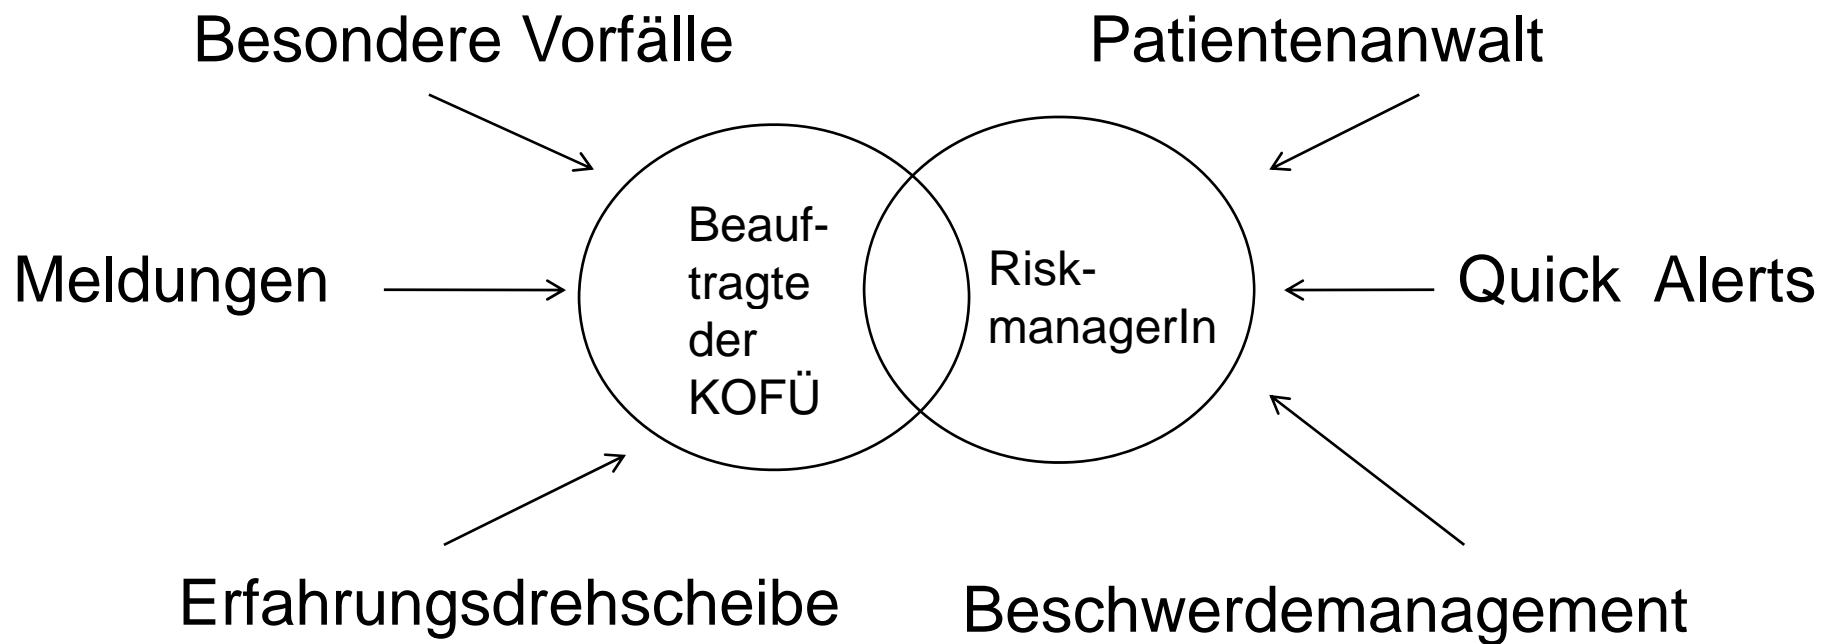 Besondere Vorfälle
Patientenanwalt
Beauf-
tragte
der
KOFÜ
Risk-
managerIn
Meldungen
Quick Alerts
Erfahrungsdrehscheibe
Beschwerdemanagement